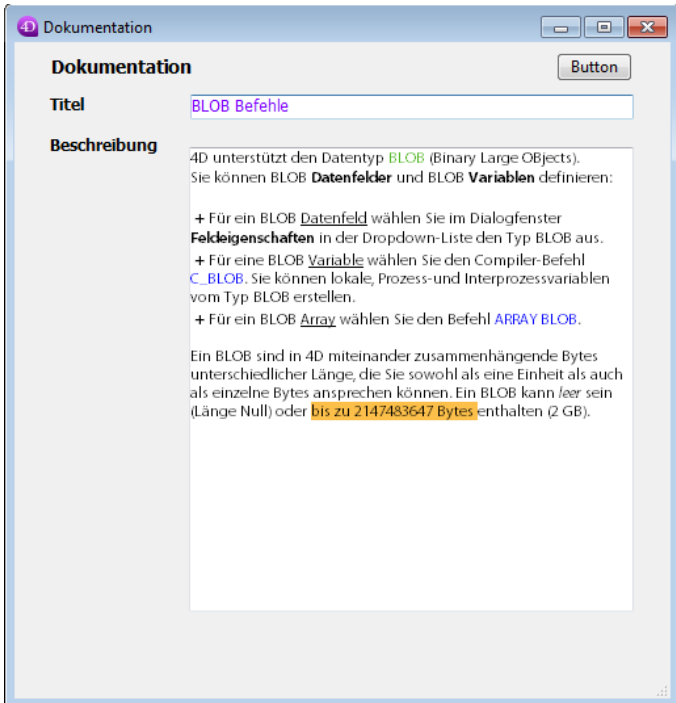 4D Dokumentation
Dokumentation
Button
Titel
BLOB Befehle
Beschreibung
4D unterstützt den Datentyp BLOB (Binary Large OBjects).
Sie können BLOB Datenfelder und BLOB Variablen definieren:
+ Für ein BLOB Datenfeld wählen Sie im Dialogfenster
Feldeigenschaften in der Dropdown-Liste den Typ BLOB aus.
+ Für eine BLOB Variable wählen Sie den Compiler-Befehl
C_BLOB. Sie können lokale, Prozess-und Interprozessvariablen
vom Typ BLOB erstellen.
+ Für ein BLOB Array wählen Sie den Befehl ARRAY BLOB.
Ein BLOB sind in 4D miteinander zusammenhängende Bytes
unterschiedlicher Länge, die Sie sowohl als eine Einheit als auch
als einzelne Bytes ansprechen können. Ein BLOB kann leer sein
(Länge Null) oder bis zu 2147483647 Bytes enthalten (2 GB).